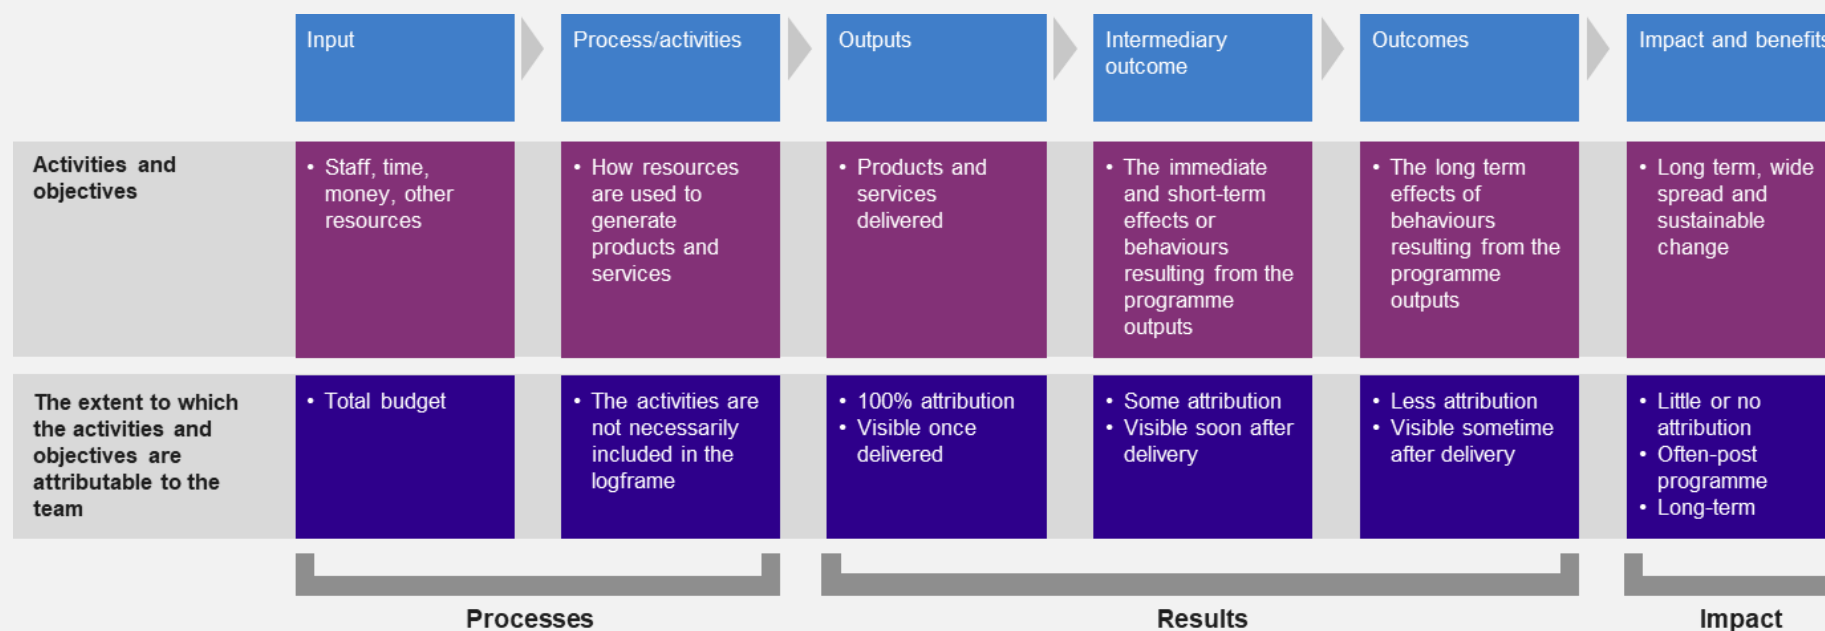 Input
Process/activities
Outputs
Intermediary
outcome
Outcomes
Impact and benefits
Activities and
objectives
• Staff, time,
money, other
resources
• How resources
are used to
generate
products and
services
• Products and
services
delivered
• The immediate
and short-term
effects or
behaviours
resulting from the
programme
outputs
• The long term
effects of
behaviours
resulting from the
programme
outputs
• Long term, wide
spread and
sustainable
change
The extent to which
the activities and
objectives are
attributable to the
team
• Total budget
• The activities are
not necessarily
included in the
logframe
• 100% attribution
• Visible once
delivered
• Some attribution
• Visible soon after
delivery
• Less attribution
• Visible sometime
after delivery
• Little or no
attribution
• Often-post
programme
• Long-term
Processes
Results
Impact